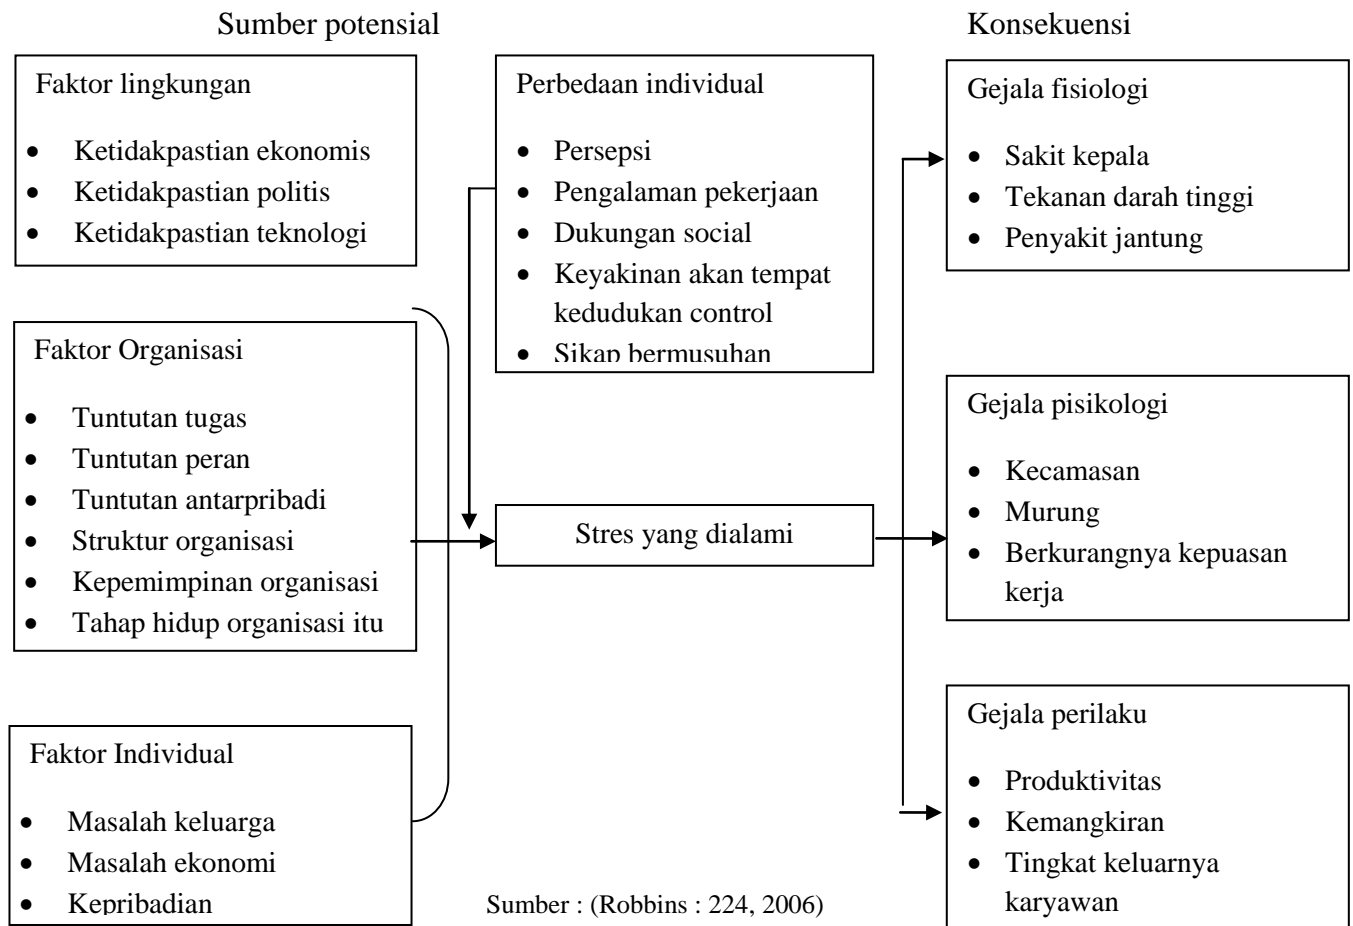 Sumber potensial
Konsekuensi
Faktor lingkungan
• Ketidakpastian ekonomis
• Ketidakpastian politis
• Ketidakpastian teknologi
Faktor Organisasi
• Tuntutan tugas
• Tuntutan peran
• Tuntutan antarpribadi
• Struktur organisasi
• Kepemimpinan organisasi
• Tahap hidup organisasi itu
Faktor Individual
• Masalah keluarga
• Masalah ekonomi
• Kepribadian
Perbedaan individual
• Persepsi
• Pengalaman pekerjaan
• Dukungan social
• Keyakinan akan tempat
kedudukan control
• Sikap bermusuhan
Stres yang dialami
Gejala fisiologi
• Sakit kepala
• Tekanan darah tinggi
• Penyakit jantung
Gejala pisikologi
• Kecamasan
• Murung
• Berkurangnya kepuasan
kerja
Gejala perilaku
• Produktivitas
• Kemangkiran
• Tingkat keluarnya
karyawan
Sumber : (Robbins : 224, 2006)